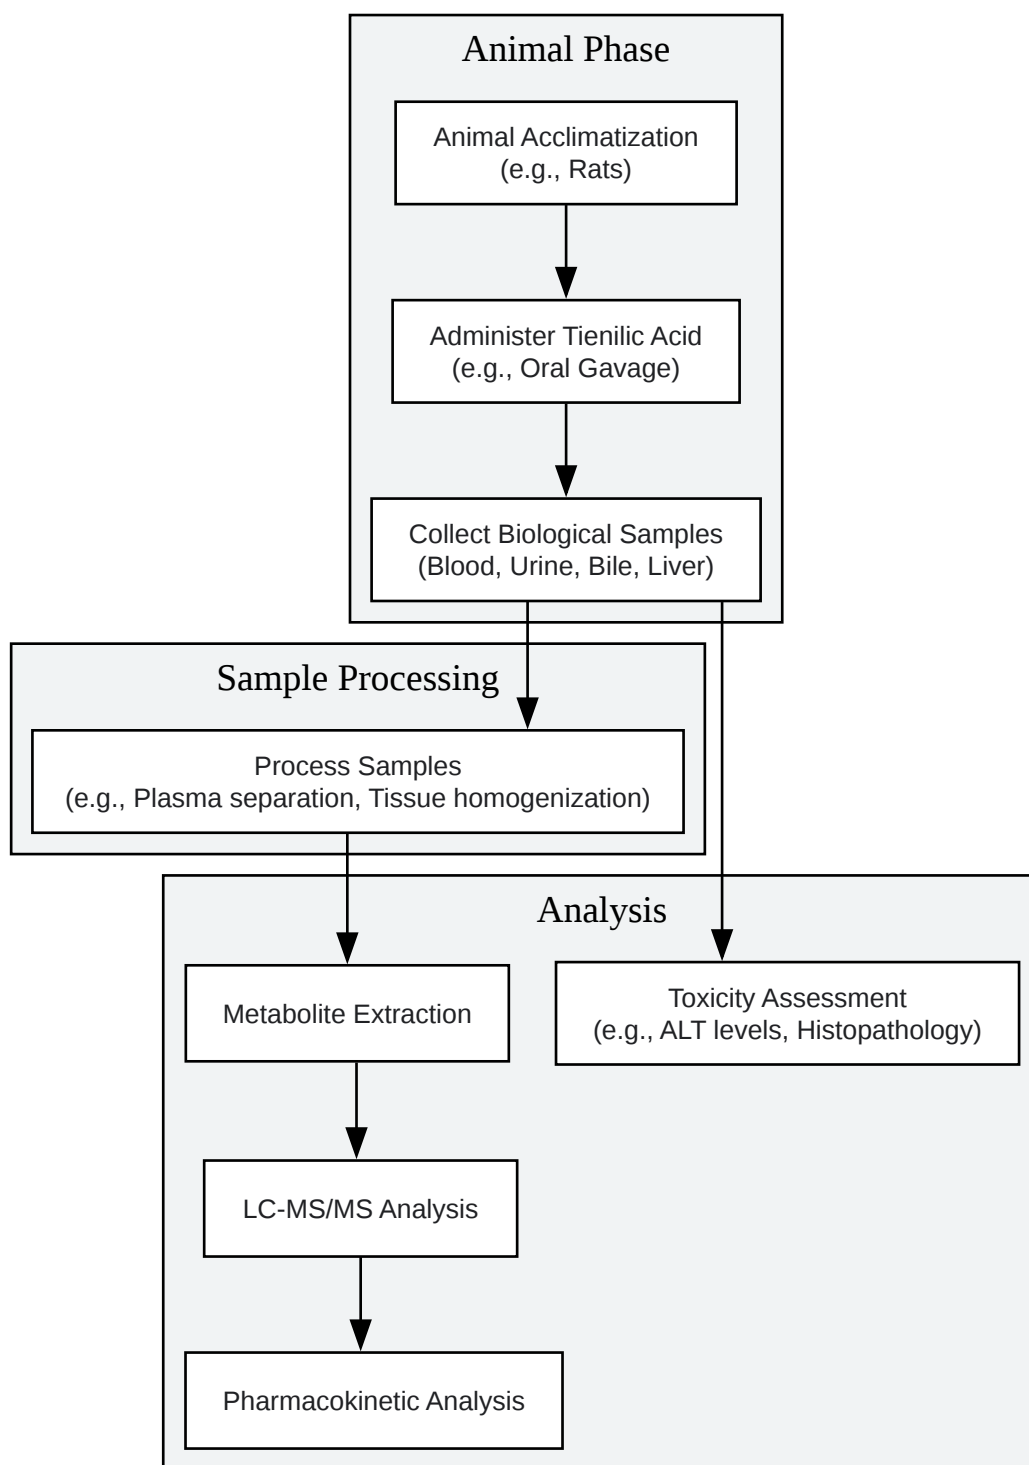 Animal Phase
Animal Acclimatization
(e.g., Rats)
Administer Tienilic Acid
(e.g., Oral Gavage)
Collect Biological Samples
(Blood, Urine, Bile, Liver)
Sample Processing
Process Samples
(e.g., Plasma separation, Tissue homogenization)
Analysis
Metabolite Extraction
Toxicity Assessment
(e.g., ALT levels, Histopathology)
LC-MS/MS Analysis
Pharmacokinetic Analysis